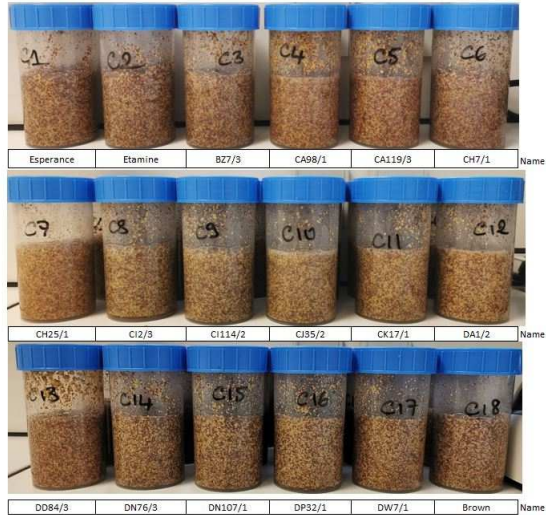 C1 C2 C3 C4 C5 C6
Esperance Etamine BZ7/3 CA98/1 CA119/3 CH7/1 Name
C7 C8 C9 C10 C11 C12
CH25/1 CI2/3 CI114/2 CJ35/2 CK17/1 DA1/2 Name
C13 C14 C15 C16 C17 C18
DD84/3 DN76/3 DN107/1 DP32/1 DW7/1 Brown Name